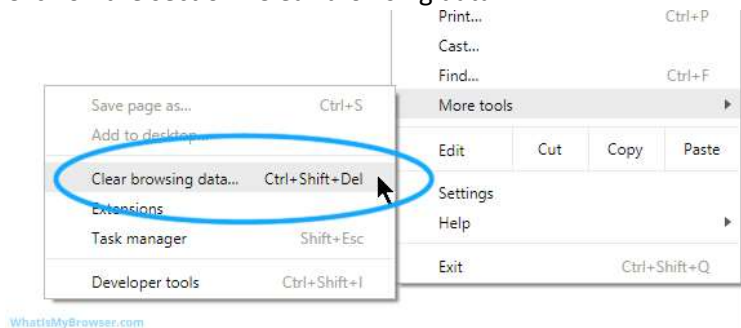 Print... Ctrl+P
Cast...
Find... Ctrl+F
More tools
Save page as... Ctrl+S
Add to desktop...
Clear browsing data... Ctrl+Shift+Del
Extensions
Task manager Shift+Esc
Developer tools Ctrl+Shift+I
Edit Cut Copy Paste
Settings
Help
Exit Ctrl+Shift+Q
WhatIsMyBrowser.com